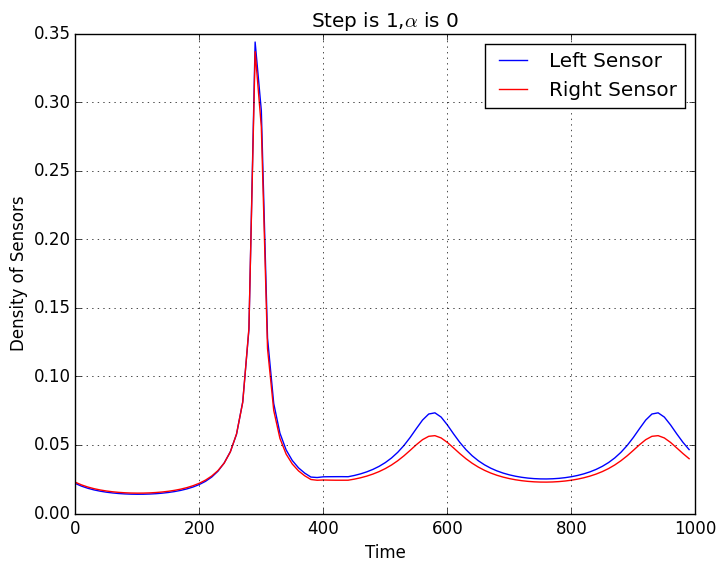 Step is 1,α is 0
Left Sensor
Right Sensor
Density of Sensors
0.35
0.30
0.25
0.20
0.15
0.10
0.05
0.00
0 200 400 600 800 1000
Time